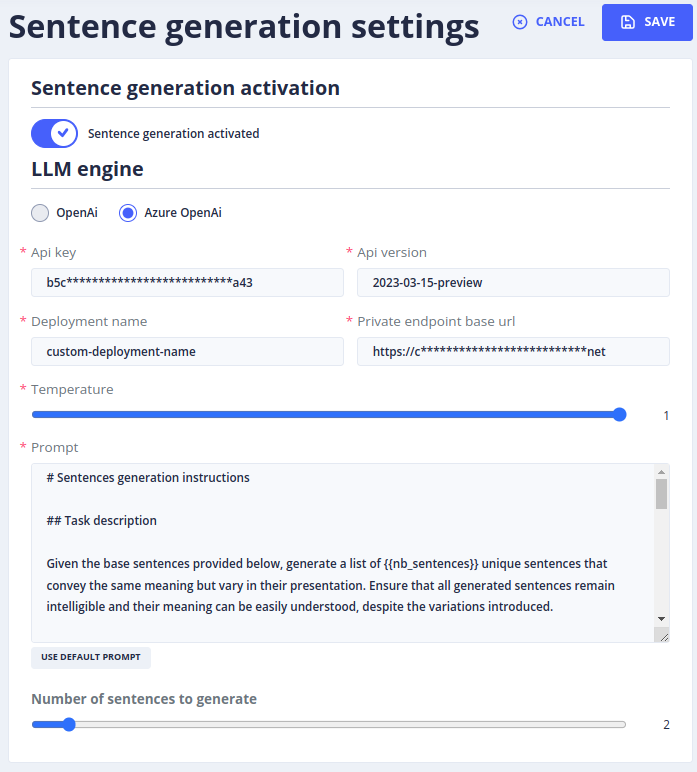 Sentence generation settings
CANCEL
SAVE
Sentence generation activation
Sentence generation activated
LLM engine
OpenAi
Azure OpenAi
* Api key
* Api version
b5c**************************a43
2023-03-15-preview
* Deployment name
* Private endpoint base url
custom-deployment-name
https://c**************************net
* Temperature
1
* Prompt
# Sentences generation instructions
## Task description
Given the base sentences provided below, generate a list of {{nb_sentences}} unique sentences that
convey the same meaning but vary in their presentation. Ensure that all generated sentences remain
intelligible and their meaning can be easily understood, despite the variations introduced.
USE DEFAULT PROMPT
Number of sentences to generate
2